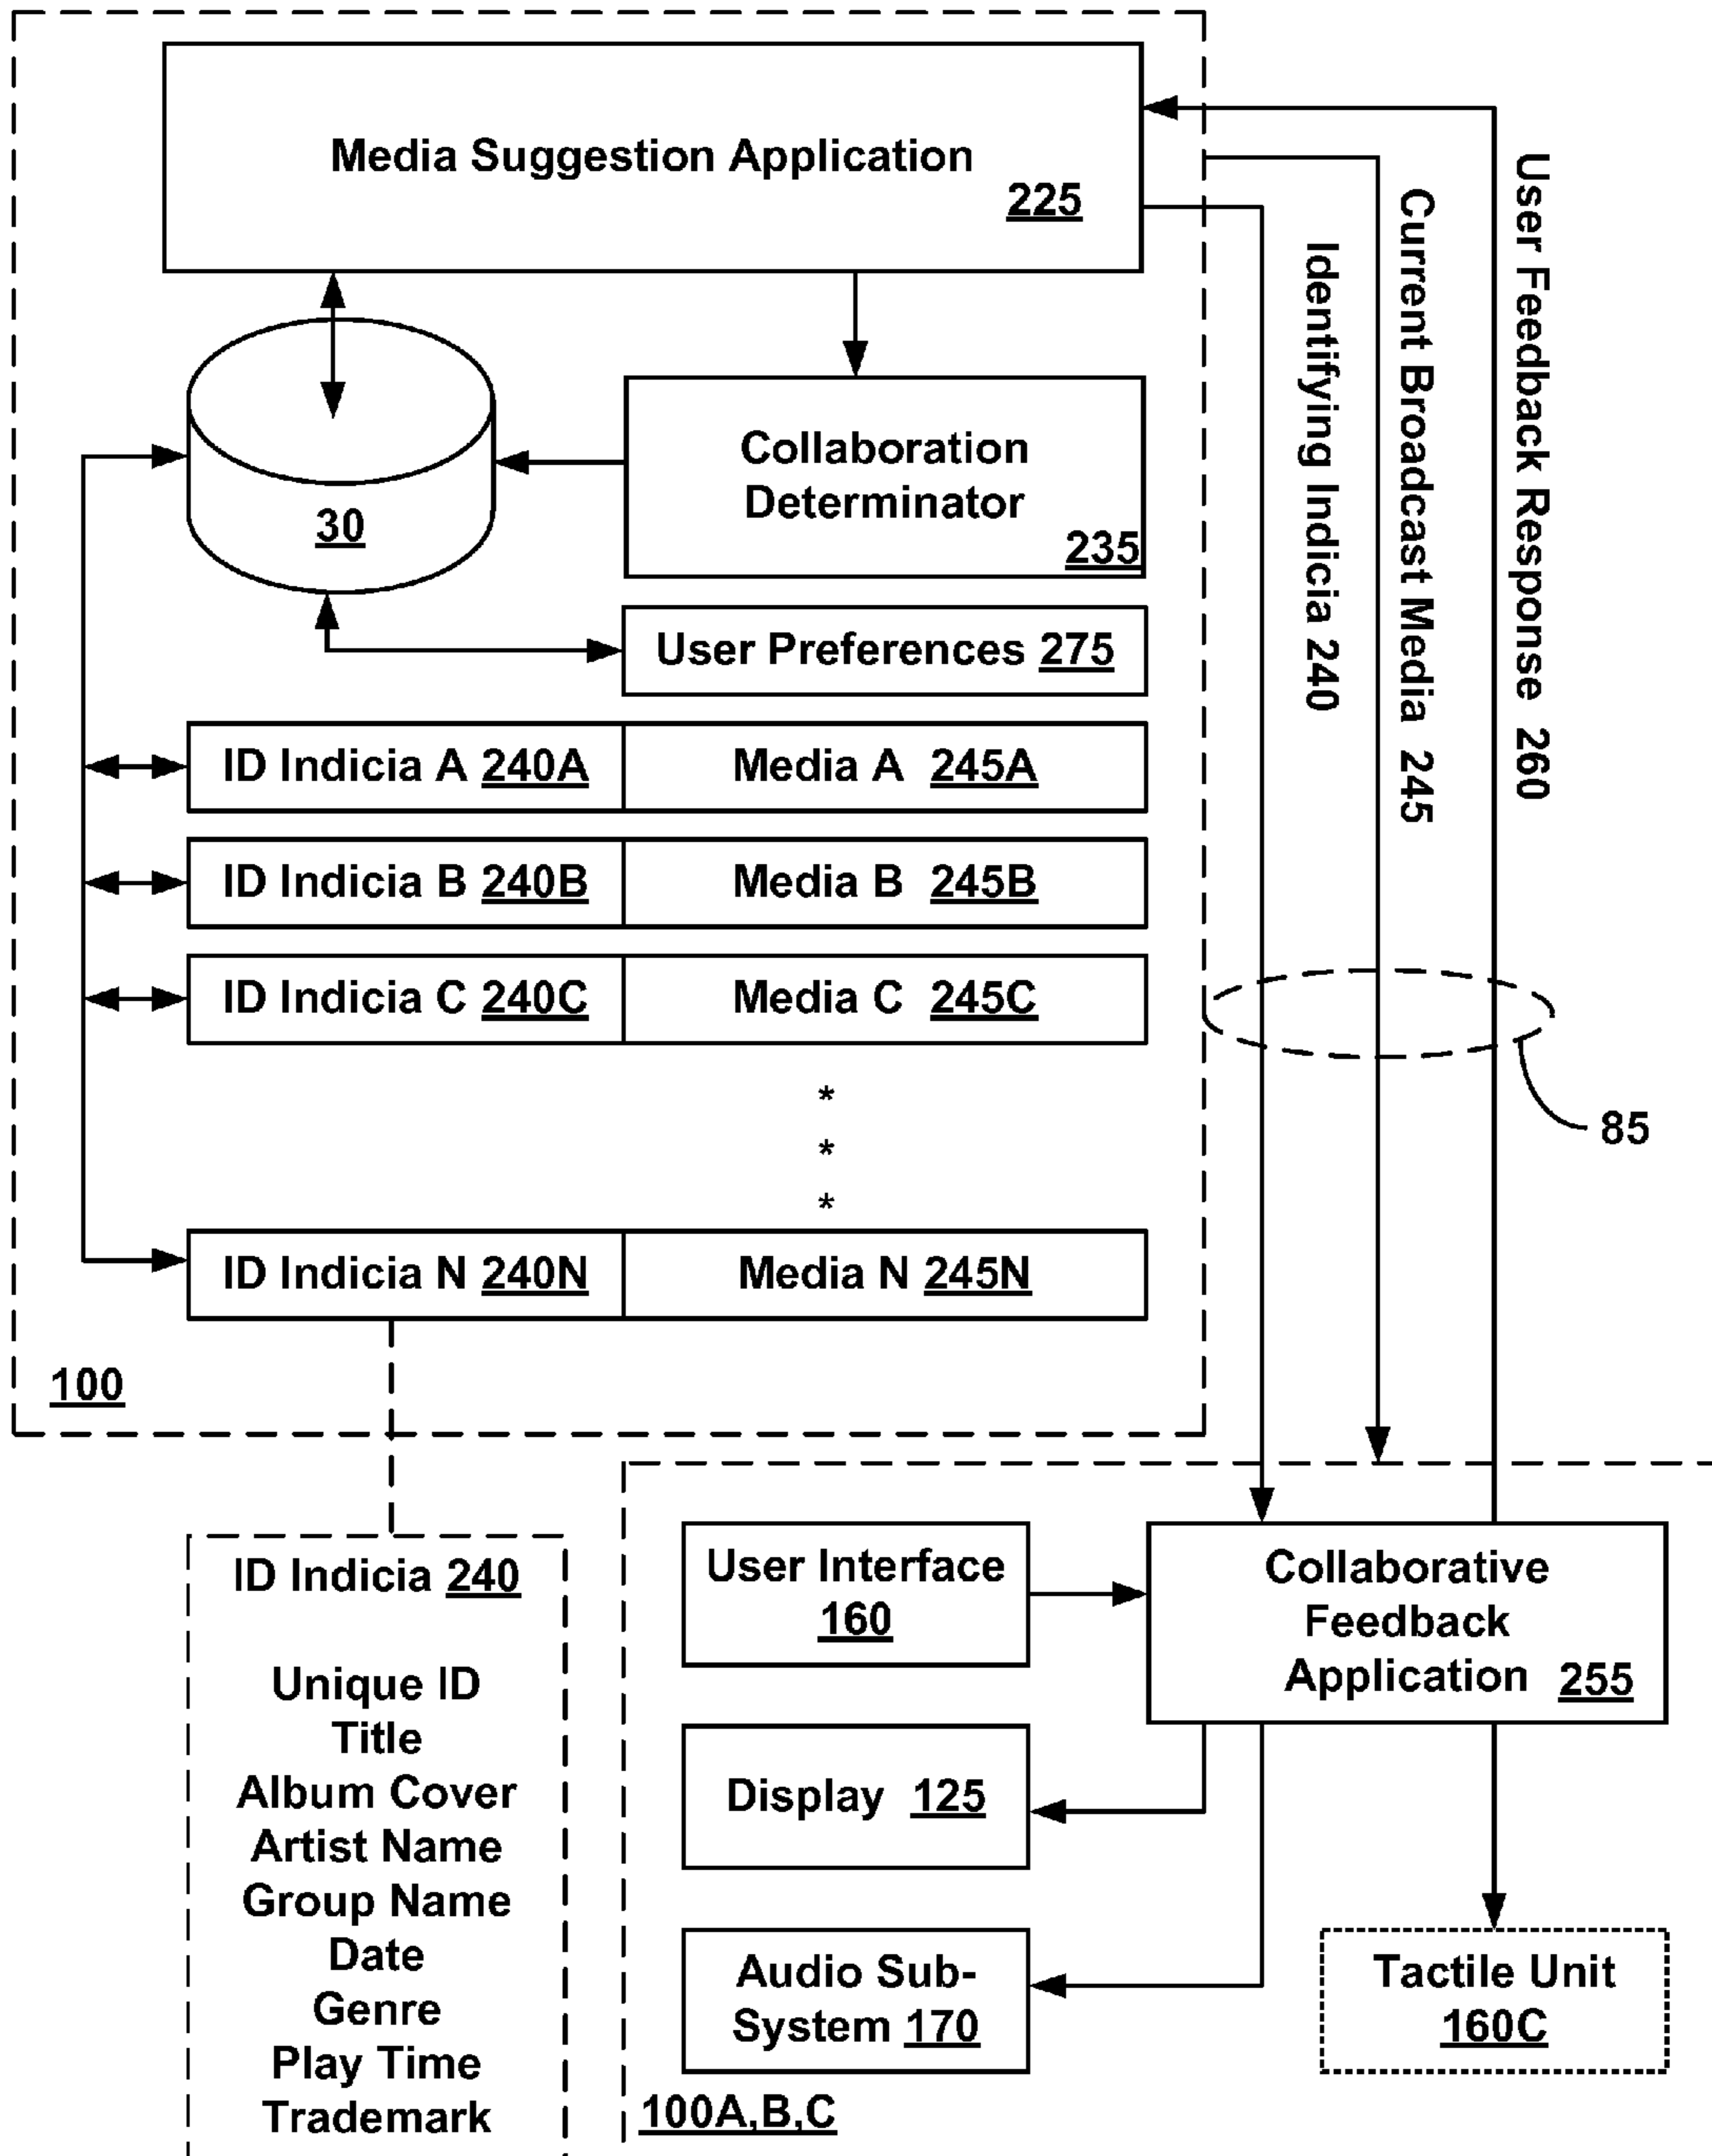 Media Suggestion Application
225
30
Collaboration
Determinator
235
User Preferences 275
ID Indicia A 240A
Media A 245A
ID Indicia B 240B
Media B 245B
ID Indicia C 240C
Media C 245C
*
*
*
ID Indicia N 240N
Media N 245N
100
Identifying Indicia 240
Current Broadcast Media 245
User Feedback Response 260
85
ID Indicia 240
Unique ID
Title
Album Cover
Artist Name
Group Name
Date
Genre
Play Time
Trademark
User Interface
160
Collaborative
Feedback
Application 255
Display 125
Audio Sub-
System 170
Tactile Unit
160C
100A,B,C